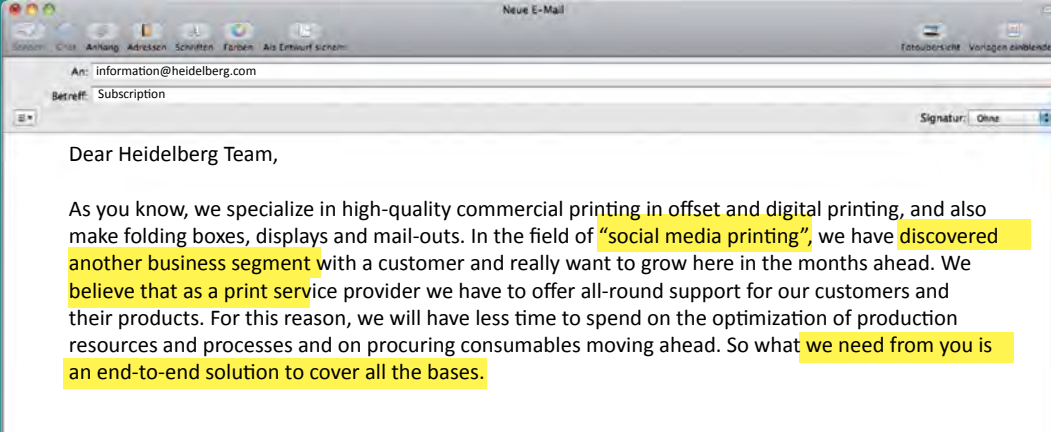 Neue E-Mail
Senden Chat Anhang Adressen Schriften Farben Als Entwurf sichern Fotoübersicht Vorlagen einblende
An: information@heidelberg.com
Betreff: Subscription
Signatur: Ohne
Dear Heidelberg Team,
As you know, we specialize in high-quality commercial printing in offset and digital printing, and also
make folding boxes, displays and mail-outs. In the field of “social media printing”, we have discovered
another business segment with a customer and really want to grow here in the months ahead. We
believe that as a print service provider we have to offer all-round support for our customers and
their products. For this reason, we will have less time to spend on the optimization of production
resources and processes and on procuring consumables moving ahead. So what we need from you is
an end-to-end solution to cover all the bases.